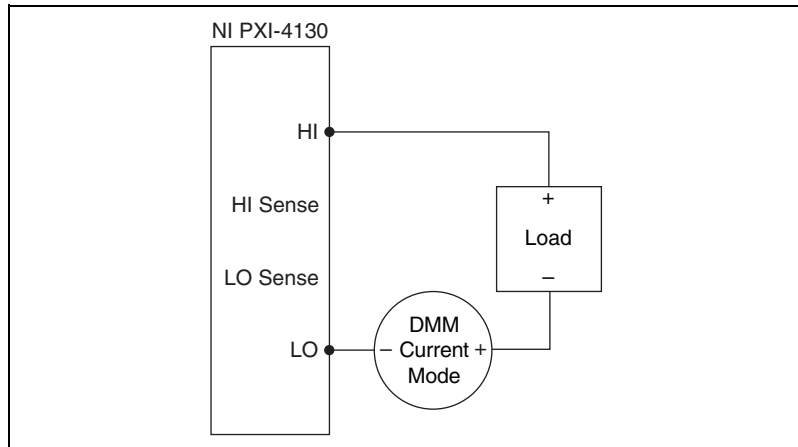 NI PXI-4130
HI
+
HI Sense
Load
LO Sense
–
DMM
LO
– Current +
Mode